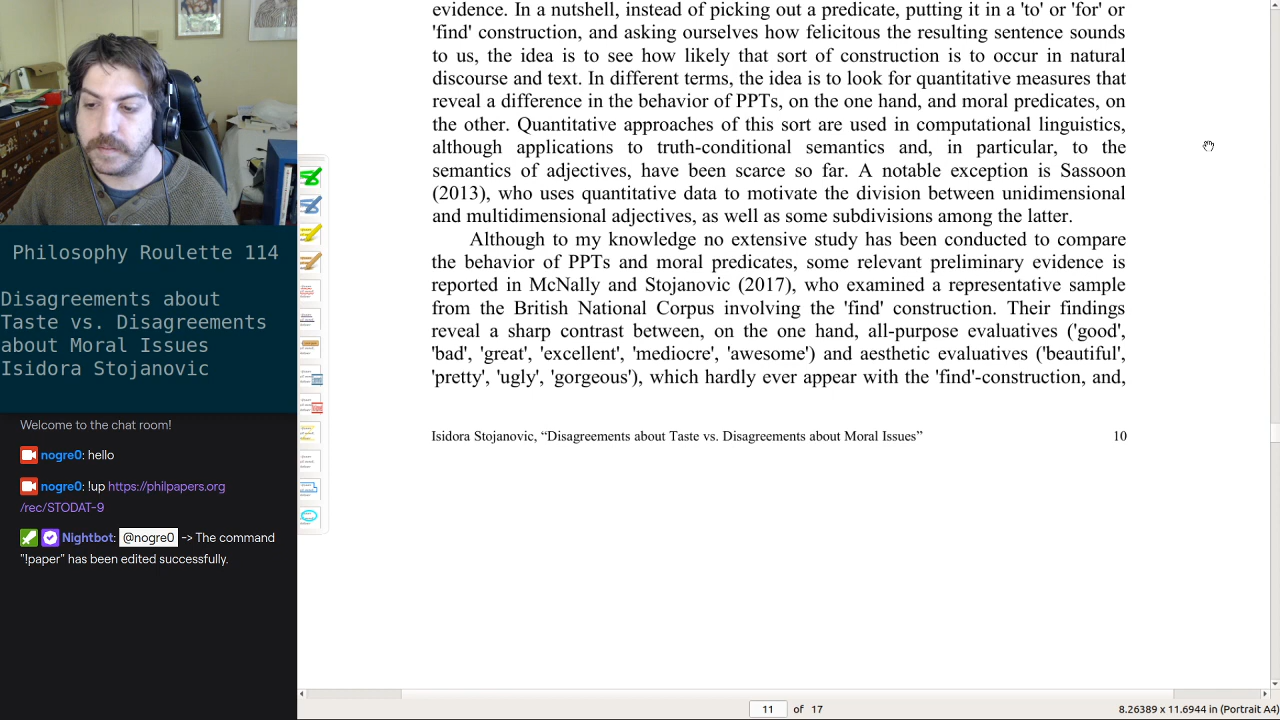 evidence. In a nutshell, instead of picking out a predicate, putting it in a 'to' or 'for' or
'find' construction, and asking ourselves how felicitous the resulting sentence sounds
to us, the idea is to see how likely that sort of construction is to occur in natural
discourse and text. In different terms, the idea is to look for quantitative measures that
reveal a difference in the behavior of PPTs, on the one hand, and moral predicates, on
the other. Quantitative approaches of this sort are used in computational linguistics,
although applications to truth-conditional semantics and, in particular, to the
semantics of adjectives, have been scarce so far. A notable exception is Sassoon
who uses quantitative data to motivate the division between unidimensional
and multidimensional adjectives, as well as some subdivisions among the latter.
Although to my knowledge no extensive study has been conducted to compare
the behavior of PPTs and moral predicates, some relevant preliminary evidence is
reported in McNally and Stojanovic (2017), who examined a representative sample
from the British National Corpus involving the 'find' construction. Their findings
reveal a sharp contrast between, on the one hand, all-purpose evaluatives ('good',
'bad', 'great', 'excellent', 'mediocre', 'awesome') and aesthetic evaluatives ('beautiful',
'pretty', 'ugly', 'gorgeous'), which hardly ever appear with the 'find'-construction, and,
Isidora Stojanovic, “Disagreements about Taste vs. Disagreements about Moral Issues” 10
Philosophy Roulette 114
Disagreements about
Taste vs. Disagreements
about Moral Issues
Isidora Stojanovic
Welcome to the chat room!
nogre0: hello
nogre0: !up https://philpapers.org
/rec/STODAT-9
Nightbot: @nogre0 -> The command
"!paper" has been edited successfully.
11 of 17
8.26389 x 11.6944 in (Portrait A4)